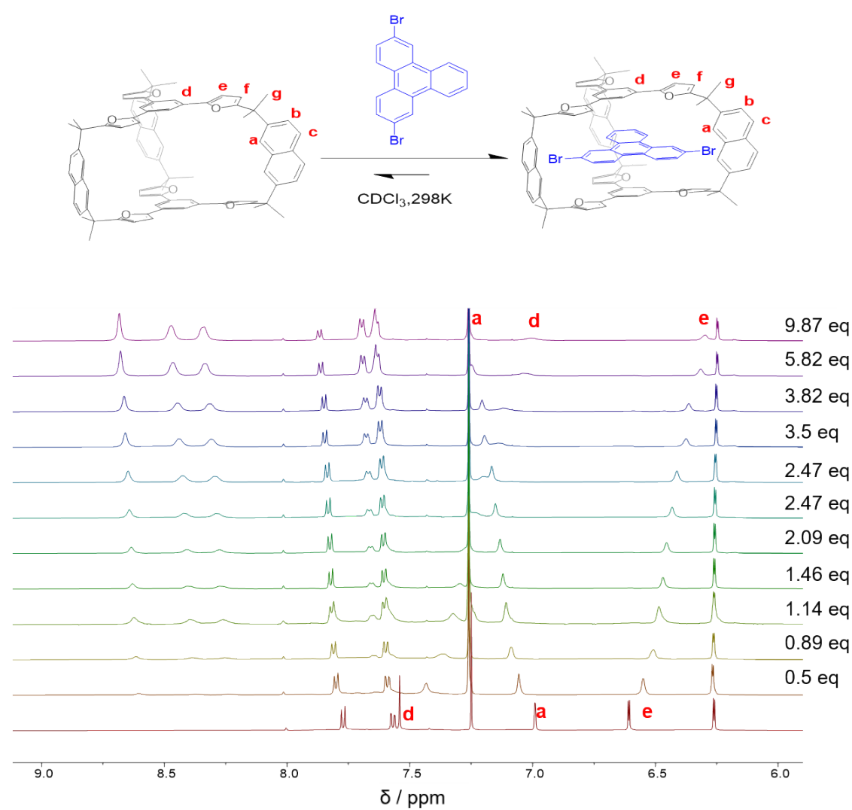 Br
Br
d
e
f
g
b
c
a
O
O
O
O
O
O
CDCl3,298K
d
e
f
g
b
c
a
O
O
O
O
O
O
Br
Br
a
d
e
9.87 eq
5.82 eq
3.82 eq
3.5 eq
2.47 eq
2.47 eq
2.09 eq
1.46 eq
1.14 eq
0.89 eq
0.5 eq
d
a
e
9.0
8.5
8.0
7.5
7.0
6.5
6.0
δ / ppm